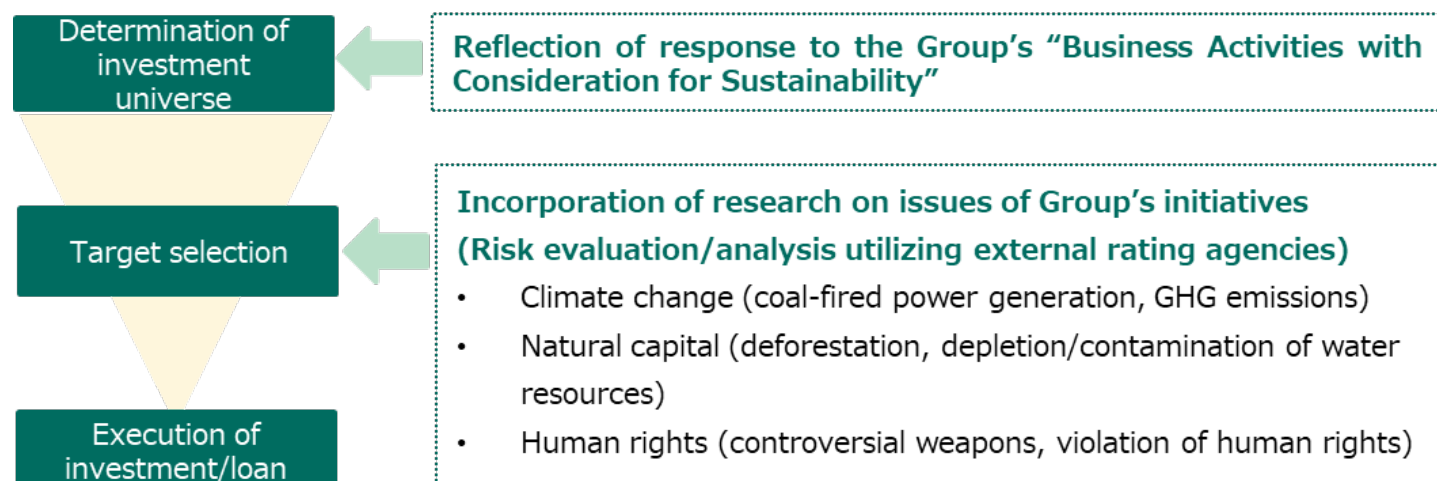 Determination of
investment
universe
Reflection of response to the Group’s “Business Activities with
Consideration for Sustainability”
Target selection
Incorporation of research on issues of Group’s initiatives
(Risk evaluation/analysis utilizing external rating agencies)
• Climate change (coal-fired power generation, GHG emissions)
• Natural capital (deforestation, depletion/contamination of water
resources)
• Human rights (controversial weapons, violation of human rights)
Execution of
investment/loan